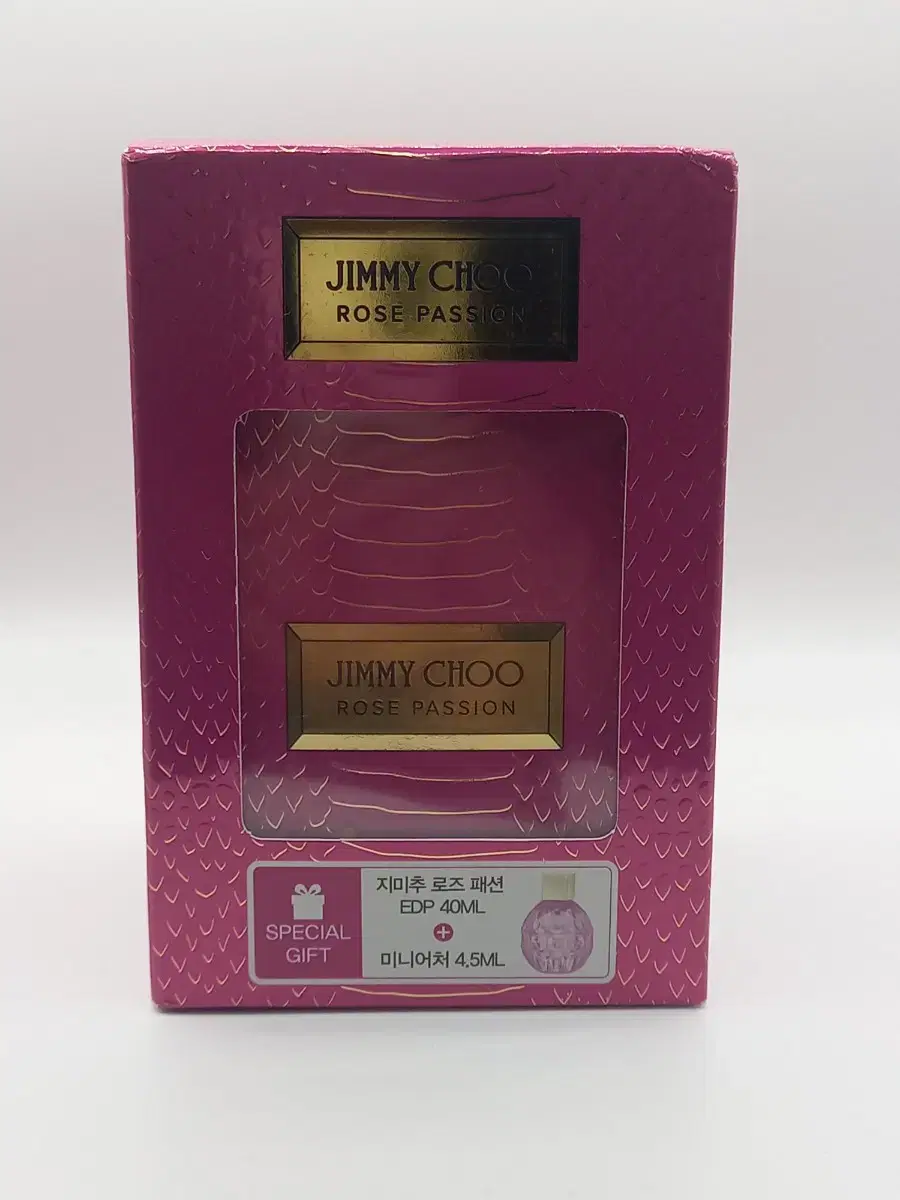 JIMMY CHOO
ROSE PASSION
JIMMY CHOO
ROSE PASSION
SPECIAL
GIFT
지미추 로즈 패션
EDP 40ML
+
미니어처 4.5ML